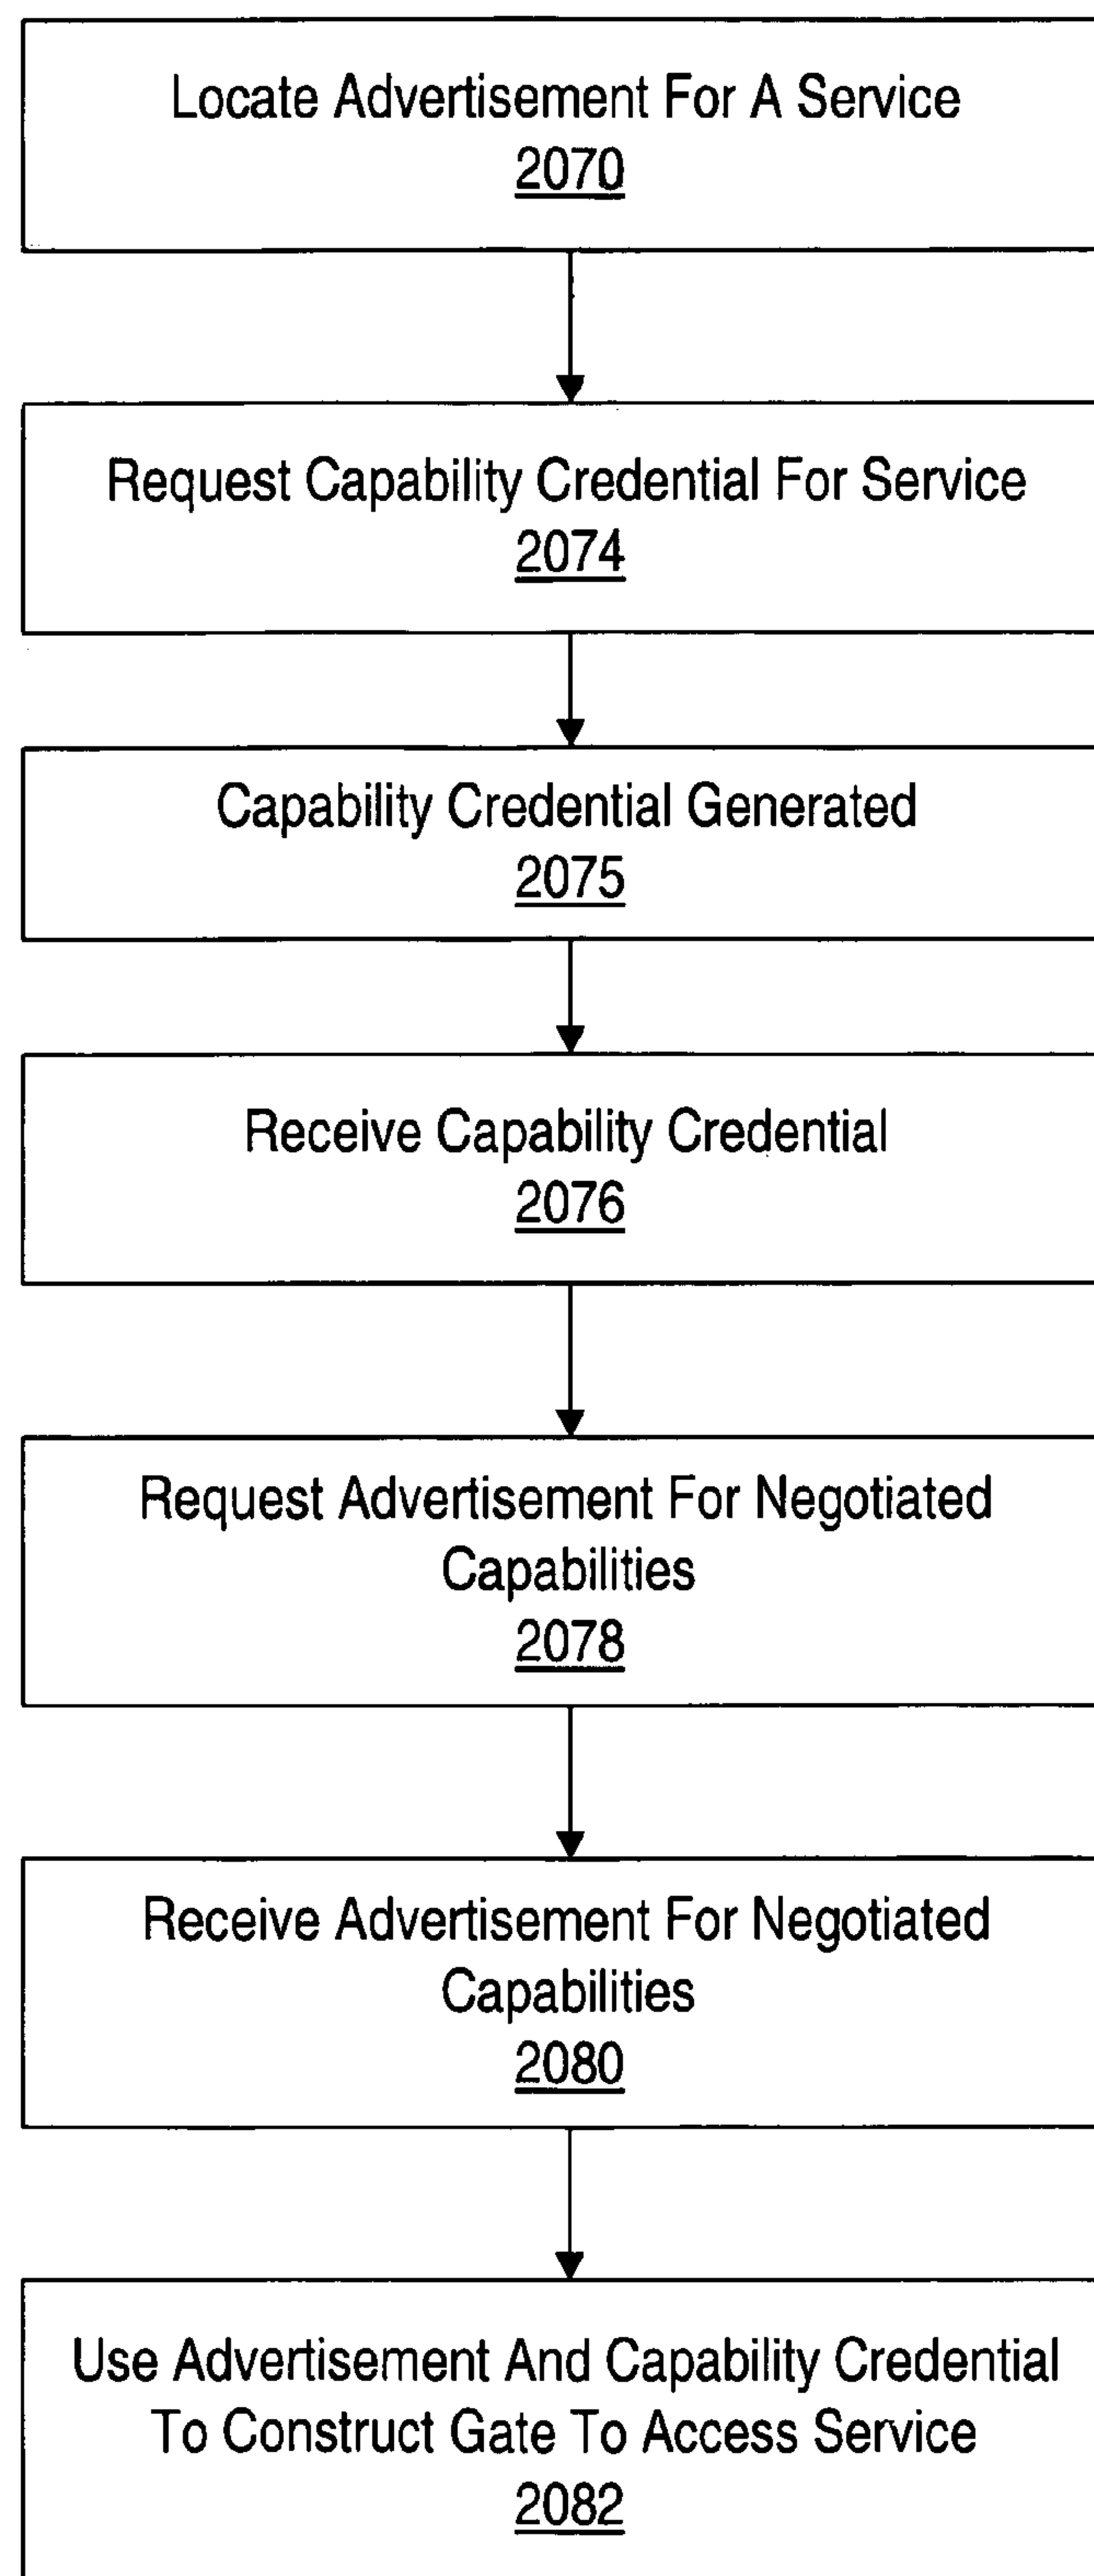 Locate Advertisement For A Service
2070
Request Capability Credential For Service
2074
Capability Credential Generated
2075
Receive Capability Credential
2076
Request Advertisement For Negotiated
Capabilities
2078
Receive Advertisement For Negotiated
Capabilities
2080
Use Advertisement And Capability Credential
To Construct Gate To Access Service
2082